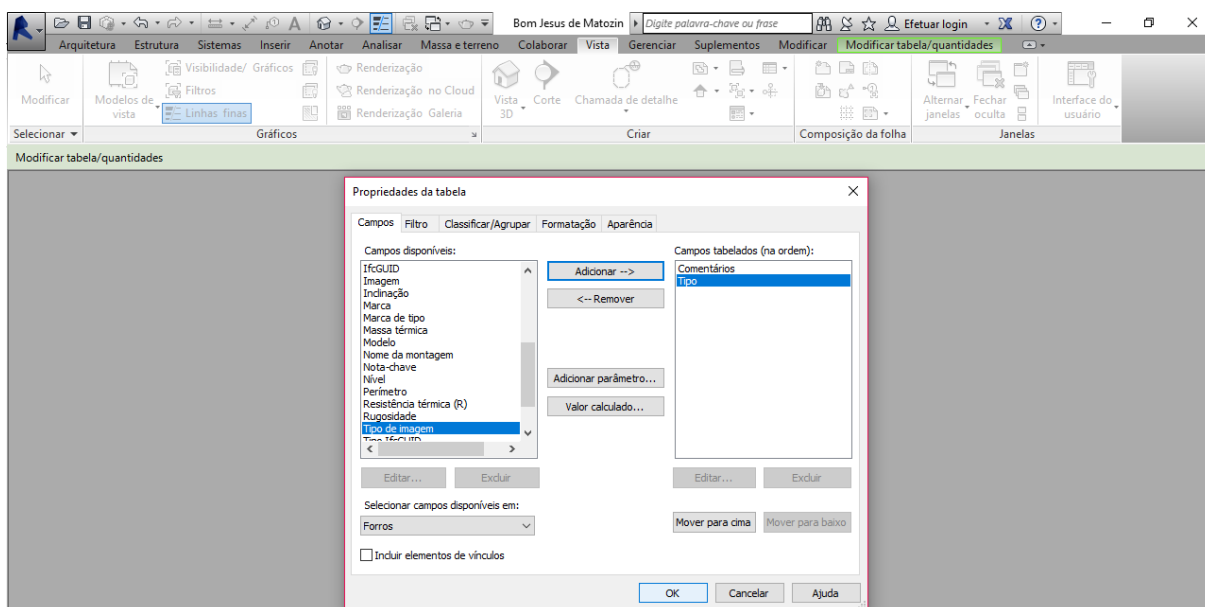 Bom Jesus de Matozin Digite palavra-chave ou frase Efetuar login
Arquitetura Estrutura Sistemas Inserir Anotar Analisar Massa e terreno Colaborar Vista Gerenciar Suplementos Modificar Modificar tabela/quantidades
Modificar
Modelos de vista
Visibilidade/ Gráficos
Filtros
Linhas finas
Renderização
Renderização no Cloud
Renderização Galeria
Vista 3D
Corte
Chamada de detalhe
Alternar janelas
Fechar oculta
Interface do usuário
Selecionar Gráficos Criar Composição da folha Janelas
Modificar tabela/quantidades
Propriedades da tabela
Campos Filtro Classificar/Agrupar Formatação Aparência
Campos disponíveis:
IfcGUID
Imagem
Inclinação
Marca
Marca de tipo
Massa térmica
Modelo
Nome da montagem
Nota-chave
Nível
Perímetro
Resistência térmica (R)
Rugosidade
Tipo de imagem
Tipo IfcGUID
Editar... Excluir
Selecionar campos disponíveis em:
Forros
Incluir elementos de vínculos
Adicionar -->
<-- Remover
Adicionar parâmetro...
Valor calculado...
Campos tabelados (na ordem):
Comentários
Tipo
Editar... Excluir
Mover para cima Mover para baixo
OK Cancelar Ajuda